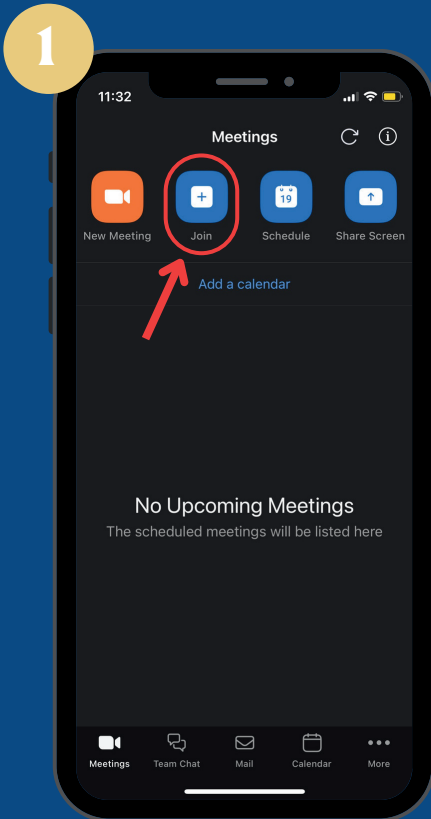 1
11:32
Meetings
19
New Meeting Join Schedule Share Screen
Add a calendar
No Upcoming Meetings
The scheduled meetings will be listed here
Meetings Team Chat Mail Calendar More